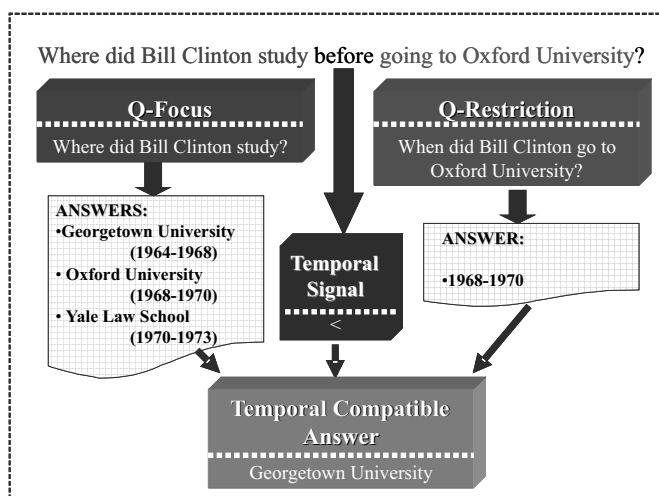 Where did Bill Clinton study before going to Oxford University?
Q-Focus
Where did Bill Clinton study?
Q-Restriction
When did Bill Clinton go to
Oxford University?
ANSWERS:
•Georgetown University
(1964-1968)
• Oxford University
(1968-1970)
• Yale Law School
(1970-1973)
Temporal
Signal
<
ANSWER:
•1968-1970
Temporal Compatible
Answer
Georgetown University